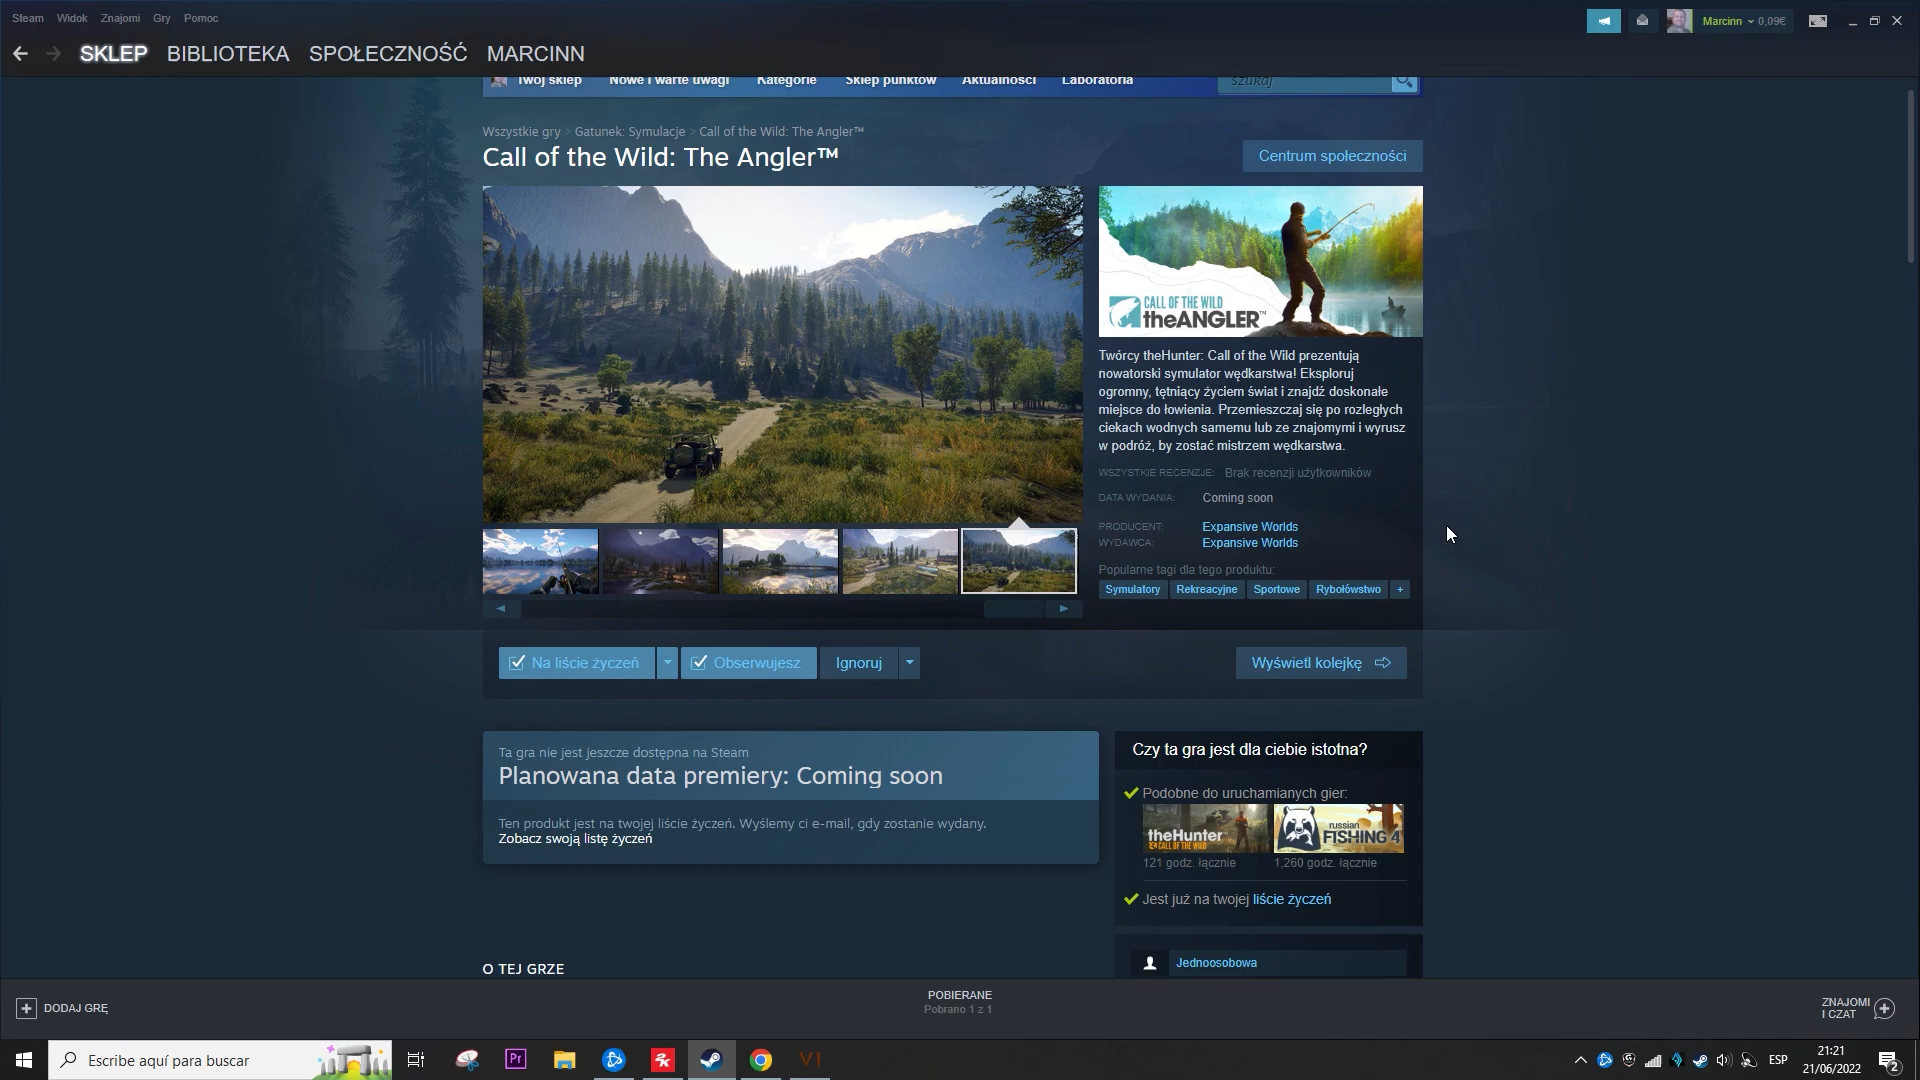 Steam Widok Znajomi Gry Pomoc
Marcinn 0,09€
SKLEP BIBLIOTEKA SPOŁECZNOŚĆ MARCINN
Twój sklep Nowe i warte uwagi Kategorie Sklep punktów Aktualności Laboratoria szukaj
Wszystkie gry > Gatunek: Symulacje > Call of the Wild: The Angler™
Call of the Wild: The Angler™
Centrum społeczności
CALL OF THE WILD
theANGLER™
Twórcy theHunter: Call of the Wild prezentują
nowatorski symulator wędkarstwa! Eksploruj
ogromny, tętniący życiem świat i znajdź doskonałe
miejsce do łowienia. Przemieszczaj się po rozległych
ciekach wodnych samemu lub ze znajomymi i wyrusz
w podróż, by zostać mistrzem wędkarstwa.
WSZYSTKIE RECENZJE: Brak recenzji użytkowników
DATA WYDANIA: Coming soon
PRODUCENT: Expansive Worlds
WYDAWCA: Expansive Worlds
Popularne tagi dla tego produktu:
Symulatory Rekreacyjne Sportowe Rybołówstwo +
Na liście życzeń Obserwujesz Ignoruj Wyświetl kolejkę
Ta gra nie jest jeszcze dostępna na Steam
Planowana data premiery: Coming soon
Ten produkt jest na twojej liście życzeń. Wyślemy ci e-mail, gdy zostanie wydany.
Zobacz swoją listę życzeń
Czy ta gra jest dla ciebie istotna?
Podobne do uruchamianych gier:
theHunter
CALL OF THE WILD
russian
FISHING 4
121 godz. łącznie 1,260 godz. łącznie
Jest już na twojej liście życzeń
Jednoosobowa
O TEJ GRZE
DODAJ GRĘ
POBIERANE
Pobrano 1 z 1
ZNAJOMI
I CZAT
Escribe aquí para buscar
Pr
2K
V1
ESP
21:21
21/06/2022
2